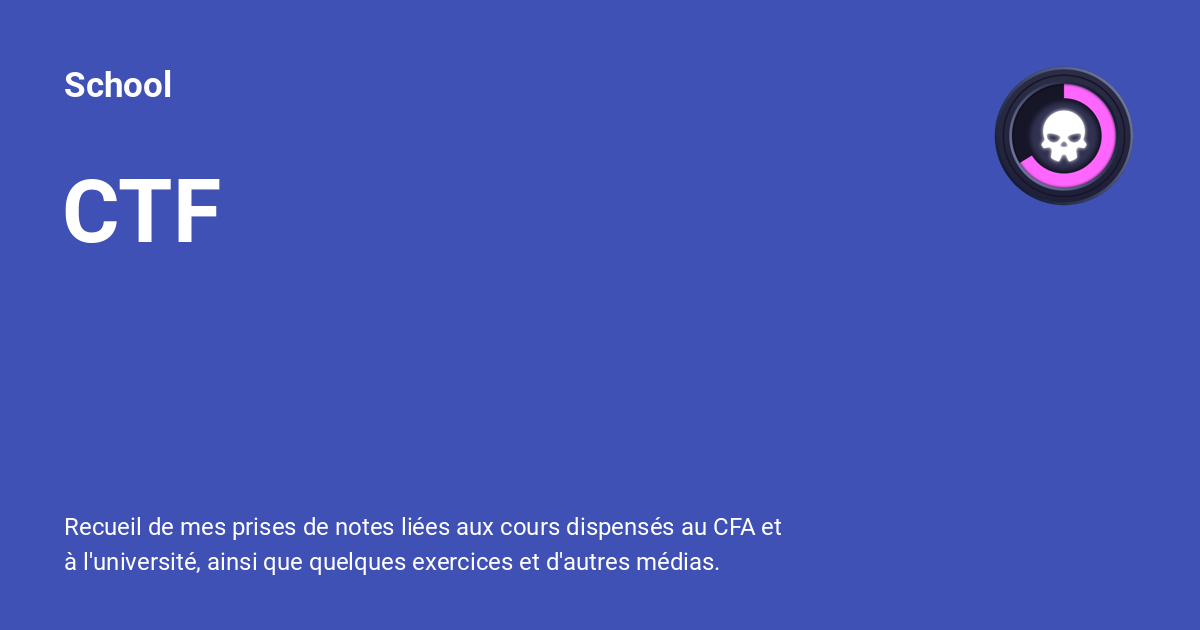 School
CTF
Recueil de mes prises de notes liées aux cours dispensés au CFA et
à l'université, ainsi que quelques exercices et d'autres médias.